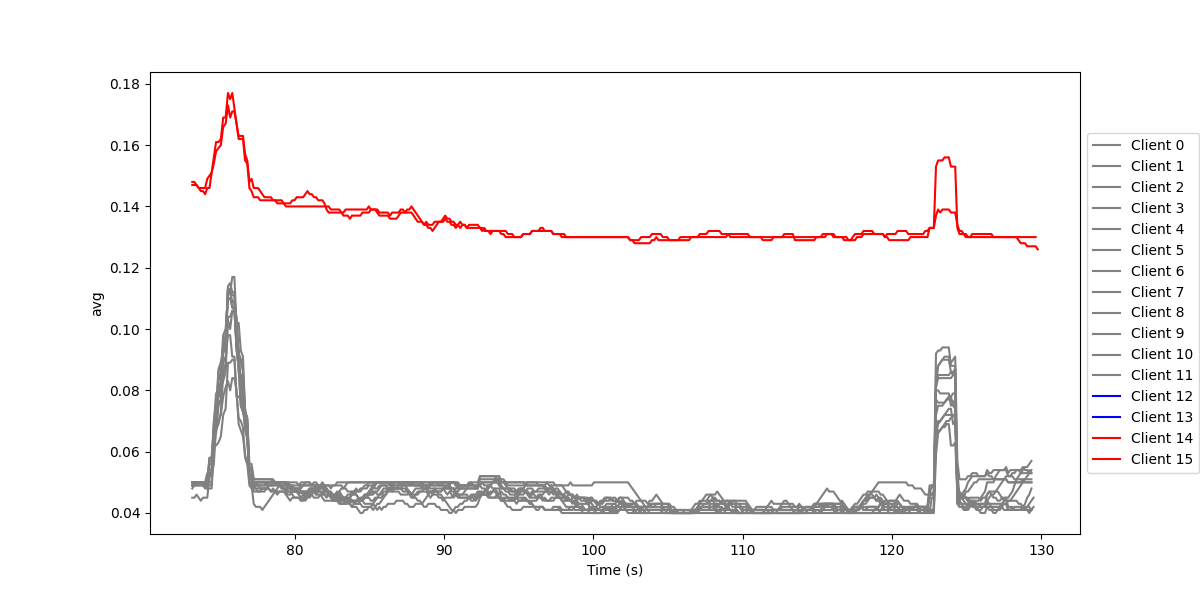 0.18
0.16
0.14
0.12
0.10
0.08
0.06
0.04
avg
80
90
100
110
120
130
Time (s)
Client 0
Client 1
Client 2
Client 3
Client 4
Client 5
Client 6
Client 7
Client 8
Client 9
Client 10
Client 11
Client 12
Client 13
Client 14
Client 15